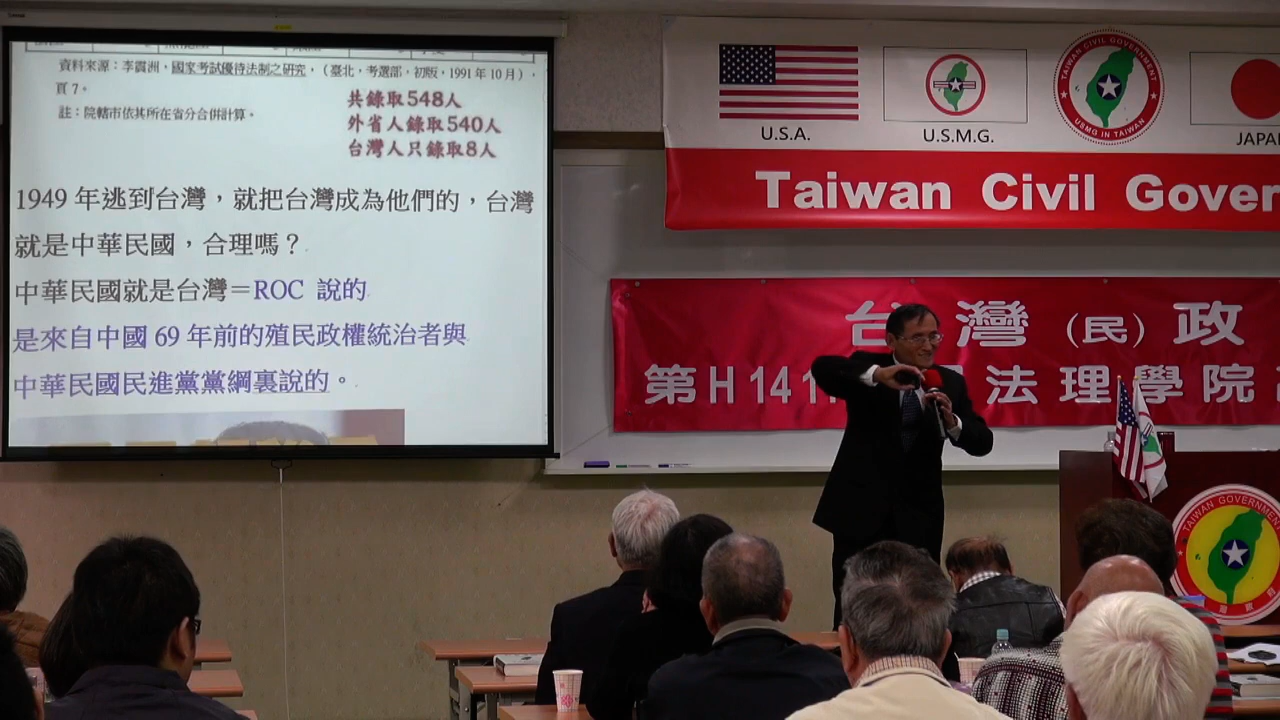 資料來源：李震洲，國家考試優待法制之研究，（臺北，考選部，初版，1991年10月），
頁7。
註：院轄市依其所在省分合併計算。
共錄取548人
外省人錄取540人
台灣人只錄取8人
1949 年逃到台灣，就把台灣成為他們的，台灣
就是中華民國，合理嗎？
中華民國就是台灣＝ROC 說的
是來自中國 69 年前的殖民政權統治者與
中華民國民進黨黨綱裏說的。
U.S.A.
U.S.M.G.
TAIWAN CIVIL GOVERNMENT
USMG IN TAIWAN
JAPA
Taiwan Civil Gover
台灣（民）政
第H141 法理學院
TAIWAN GOVERNMENT